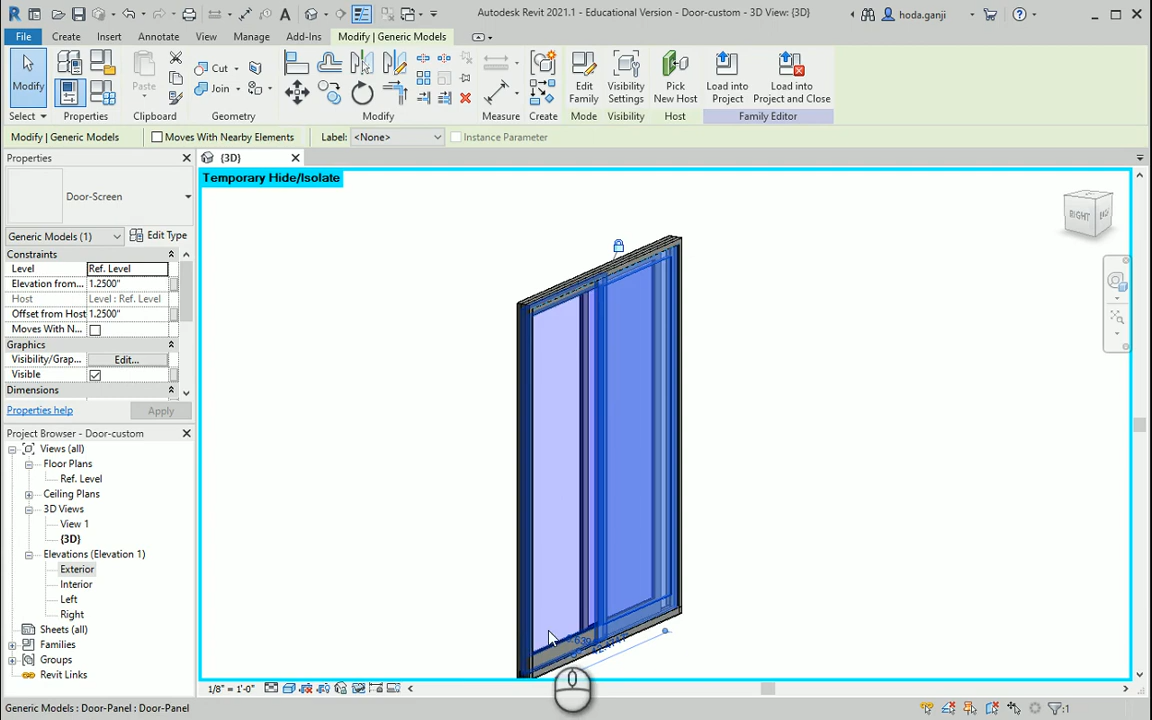 Autodesk Revit 2021.1 - Educational Version - Door-custom - 3D View: {3D}
hoda.ganji
File Create Insert Annotate View Manage Add-Ins Modify | Generic Models
Modify
Paste
Cut
Join
Edit Family
Visibility Settings
Pick New Host
Load into Project
Load into Project and Close
Select Properties Clipboard Geometry Modify Measure Create Mode Visibility Host Family Editor
Modify | Generic Models Moves With Nearby Elements Label: <None> Instance Parameter
Properties
{3D}
Temporary Hide/Isolate
Door-Screen
Generic Models (1) Edit Type
Constraints
Level Ref. Level
Elevation from... 1.2500"
Host Level : Ref. Level
Offset from Host 1.2500"
Moves With N...
Graphics
Visibility/Grap... Edit...
Visible
Dimensions
Properties help Apply
Project Browser - Door-custom
Views (all)
Floor Plans
Ref. Level
Ceiling Plans
3D Views
View 1
{3D}
Elevations (Elevation 1)
Exterior
Interior
Left
Right
Sheets (all)
Families
Groups
Revit Links
RIGHT
1/8" = 1'-0"
Generic Models : Door-Panel : Door-Panel
:1